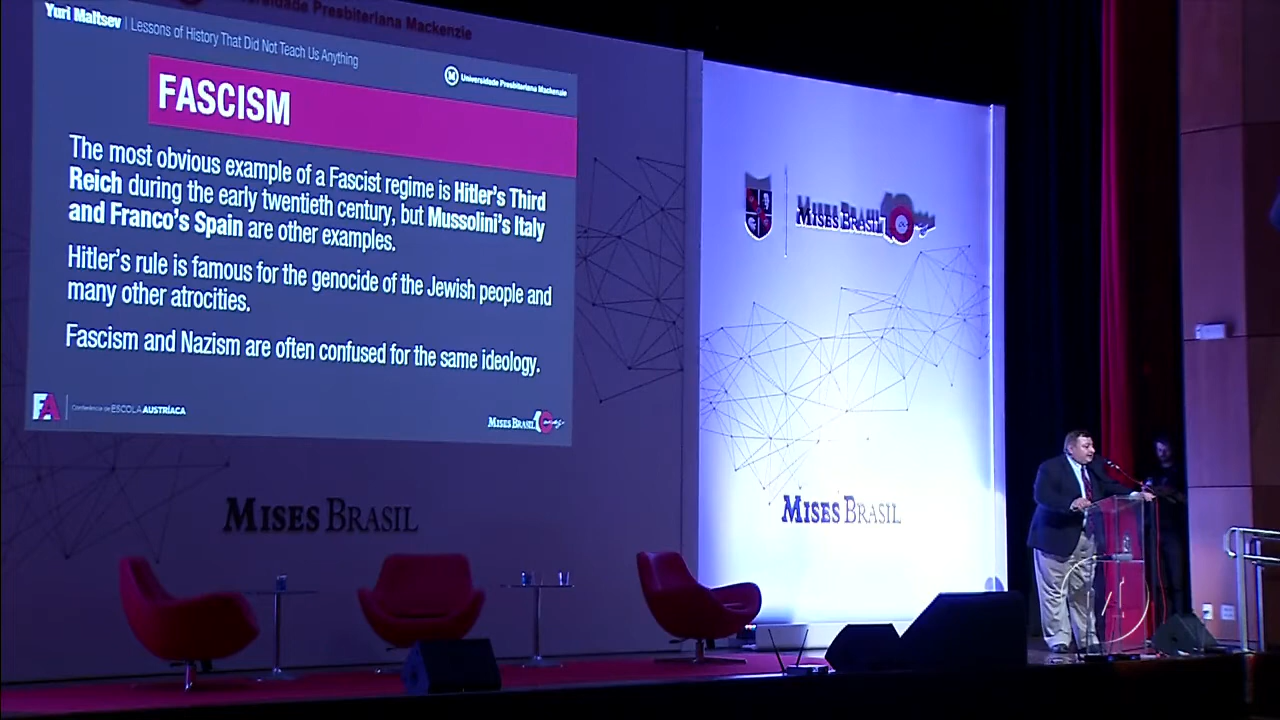 Universidade Presbiteriana Mackenzie
Yuri Maltsev | Lessons of History That Did Not Teach Us Anything
M Universidade Presbiteriana Mackenzie
FASCISM
The most obvious example of a Fascist regime is Hitler's Third
Reich during the early twentieth century, but Mussolini's Italy
and Franco's Spain are other examples.
Hitler's rule is famous for the genocide of the Jewish people and
many other atrocities.
Fascism and Nazism are often confused for the same ideology.
EA Conferência de ESCOLA AUSTRÍACA
MISES BRASIL
MISES BRASIL
MISES BRASIL
MISES BRASIL